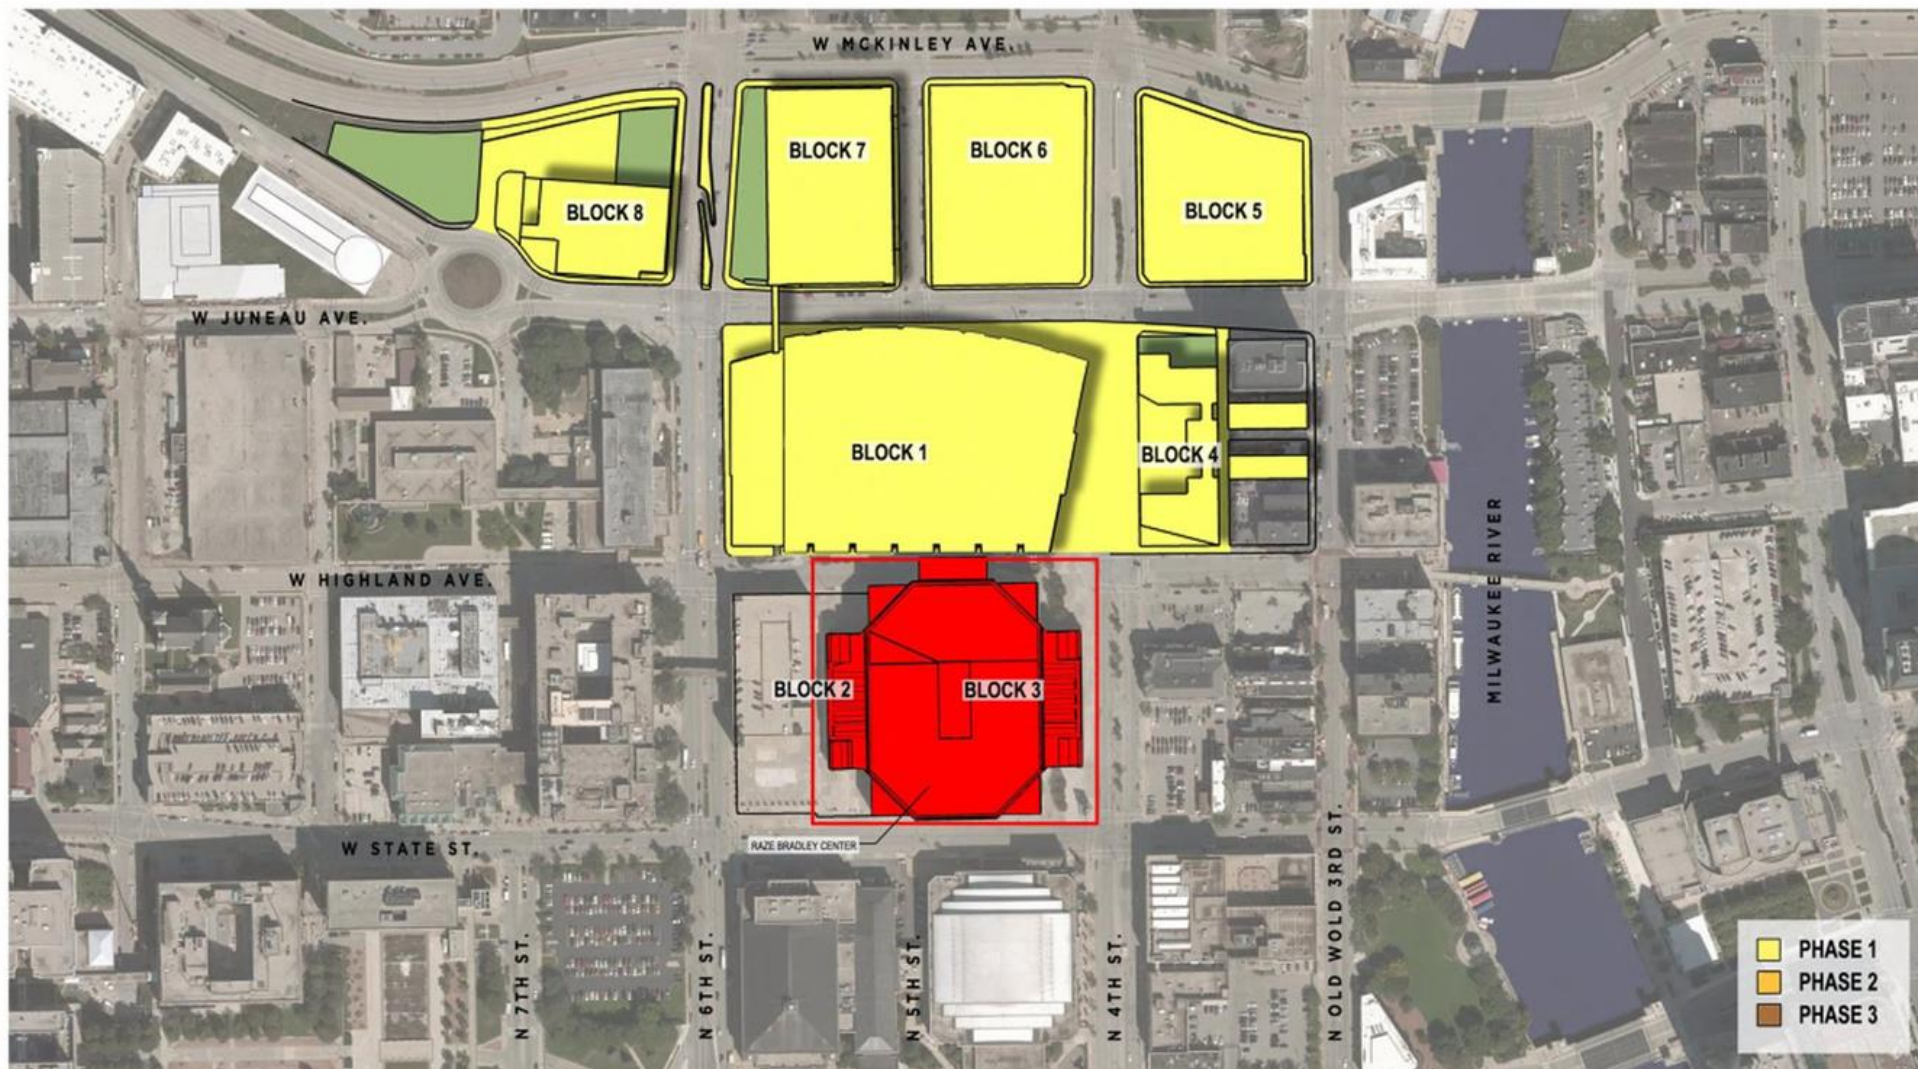 W MCKINLEY AVE.
BLOCK 7
BLOCK 6
BLOCK 8
BLOCK 5
W JUNEAU AVE.
BLOCK 1
BLOCK 4
MILWAUKEE RIVER
W HIGHLAND AVE.
BLOCK 2
BLOCK 3
RAZE BRADLEY CENTER
W STATE ST.
N 7TH ST.
N 6TH ST.
N 5TH ST.
N 4TH ST.
N OLD WOLD 3RD ST.
PHASE 1
PHASE 2
PHASE 3